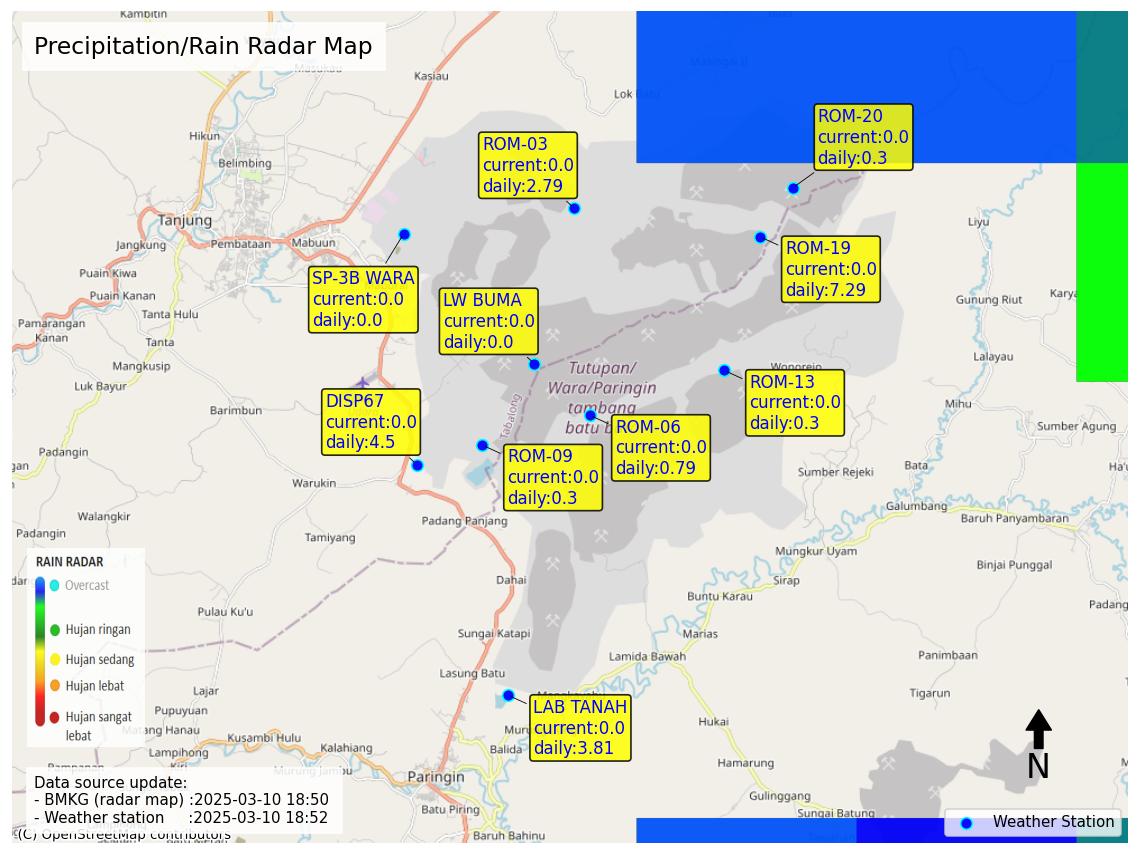 Kambitin
Precipitation/Rain Radar Map
Masukau
Kasiau
Makingakil
Lok Batu
Hikun
ROM-20
current:0.0
daily:0.3
ROM-03
current:0.0
daily:2.79
Belimbing
Tanjung
Jangkung
Pembataan
Mabuun
Liyu
ROM-19
current:0.0
daily:7.29
SP-3B WARA
current:0.0
daily:0.0
Puain Kiwa
Puain Kanan
LW BUMA
current:0.0
daily:0.0
Gunung Riut
Karya
Tanta Hulu
Pamarangan
Kanan
Tanta
Mangkusip
Lalayau
Wonorejo
Luk Bayur
Tutupan/
Wara/Paringin
tambang
batu b
ROM-13
current:0.0
daily:0.3
DISP67
current:0.0
daily:4.5
Tabalong
Barimbun
Mihu
ROM-06
current:0.0
daily:0.79
Sumber Agung
Padangin
gan
ROM-09
current:0.0
daily:0.3
Bata
Sumber Rejeki
Warukin
Galumbang
Walangkir
Padang Panjang
Baruh Panyambaran
Padangin
Tamiyang
Mungkur Uyam
Binjai Punggal
RAIN RADAR
Overcast
Hujan ringan
Hujan sedang
Hujan lebat
Hujan sangat
lebat
Dahai
Sirap
Buntu Karau
Padang
Pulau Ku'u
Sungai Katapi
Marias
Lamida Bawah
Panimbaan
Lasung Batu
Lajar
Tigarun
LAB TANAH
current:0.0
daily:3.81
Pupuyuan
Matang Hanau
Muru
Hukai
Kusambi Hulu
Kalahiang
Balida
Lampihong
Kiri
Murung Jambu
Paringin
Hamarung
N
Data source update:
- BMKG (radar map) :2025-03-10 18:50
- Weather station :2025-03-10 18:52
Gulinggang
Batu Piring
Sungai Batung
Weather Station
(C) OpenStreetMap contributors
Baruh Bahinu